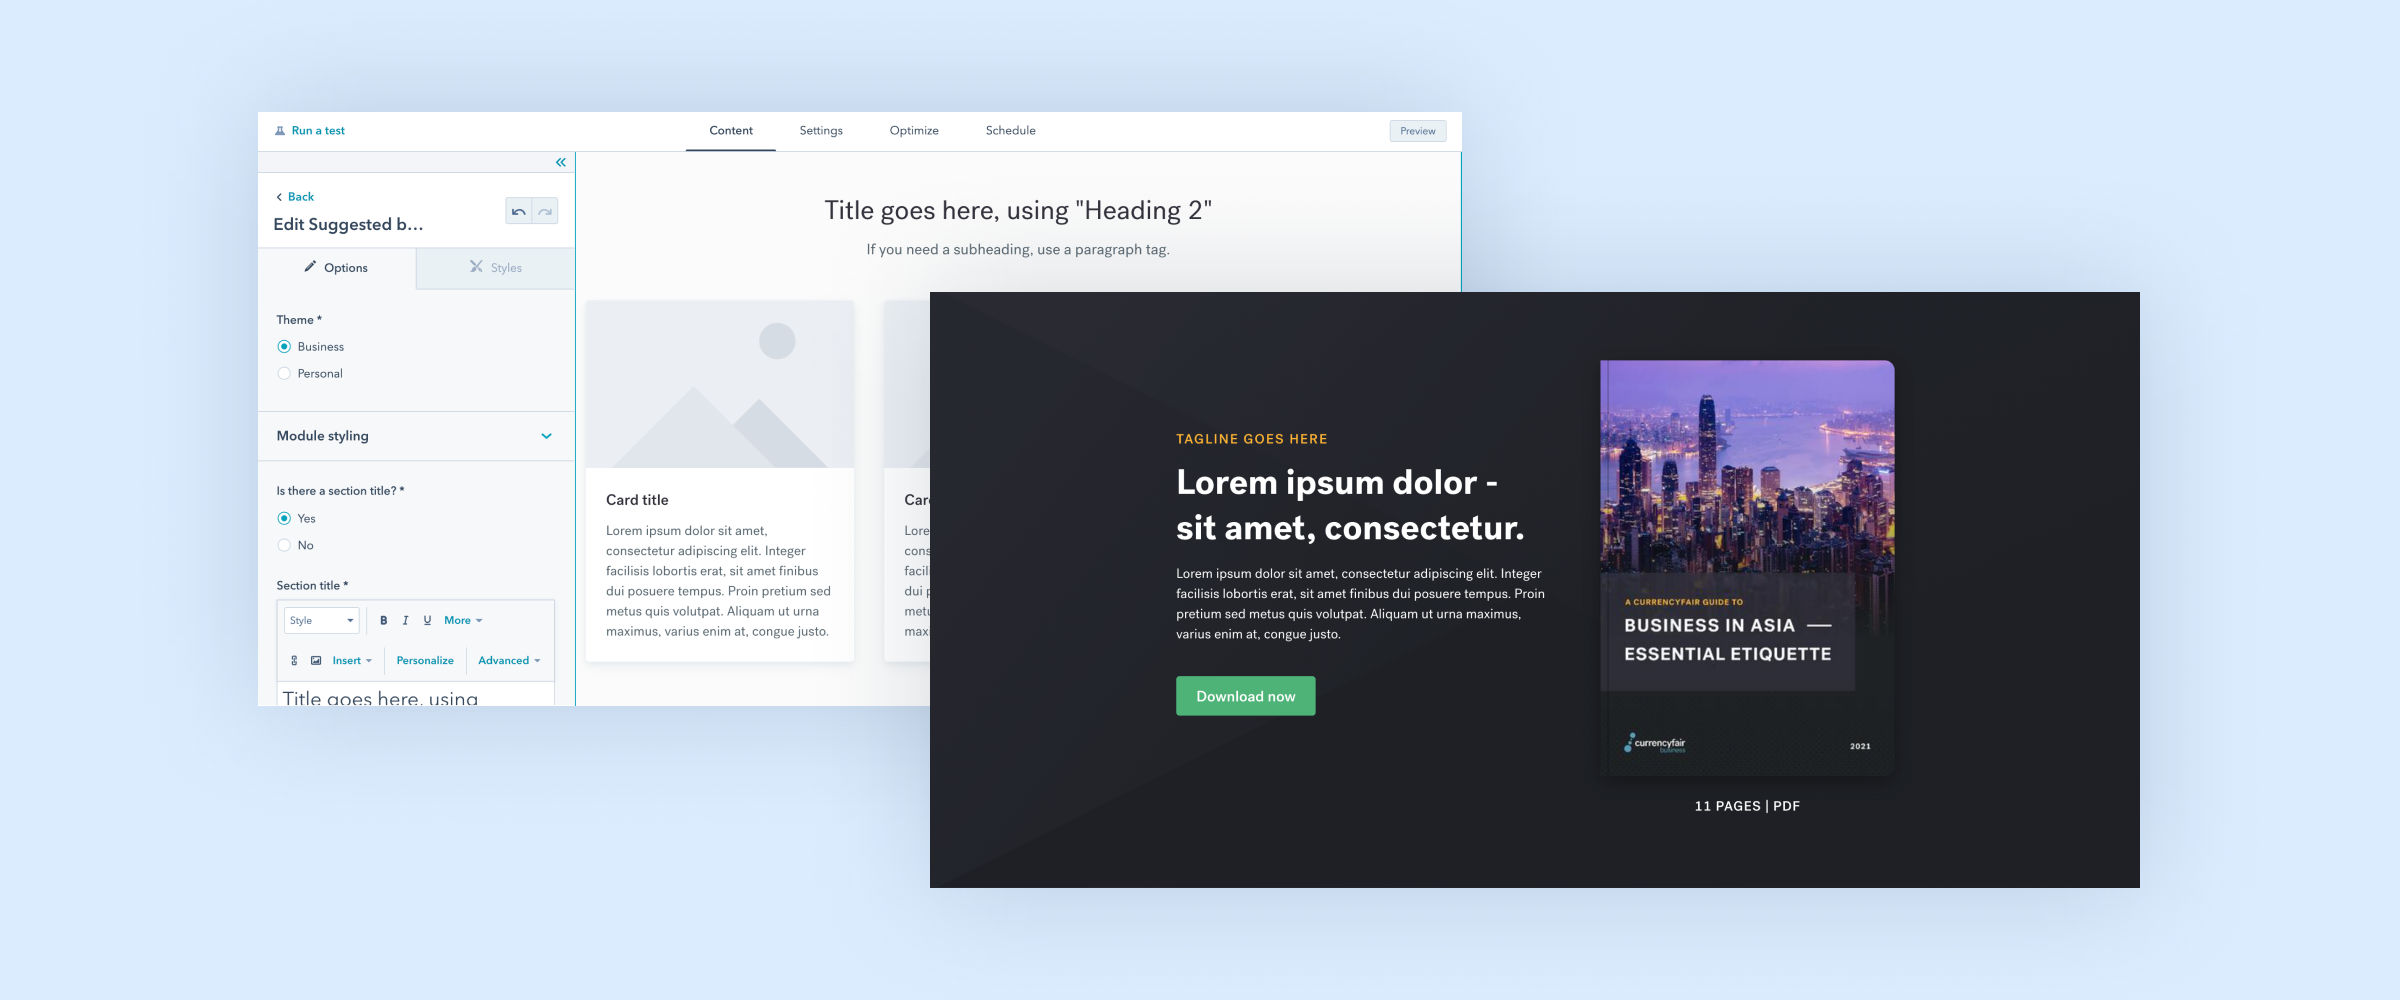 Run a test
Content
Settings
Optimize
Schedule
Preview
Back
Edit Suggested b...
Options
Styles
Theme *
Business
Personal
Module styling
Is there a section title? *
Yes
No
Section title *
Style
B
I
U
More
Insert
Personalize
Advanced
Title goes here, using
Title goes here, using "Heading 2"
If you need a subheading, use a paragraph tag.
Card title
Lorem ipsum dolor sit amet,
consectetur adipiscing elit. Integer
facilisis lobortis erat, sit amet finibus
dui posuere tempus. Proin pretium sed
metus quis volutpat. Aliquam ut urna
maximus, varius enim at, congue justo.
Car
Lore
cons
facil
dui p
metu
max
TAGLINE GOES HERE
Lorem ipsum dolor -
sit amet, consectetur.
Lorem ipsum dolor sit amet, consectetur adipiscing elit. Integer
facilisis lobortis erat, sit amet finibus dui posuere tempus. Proin
pretium sed metus quis volutpat. Aliquam ut urna maximus,
varius enim at, congue justo.
Download now
A CURRENCYFAIR GUIDE TO
BUSINESS IN ASIA —
ESSENTIAL ETIQUETTE
currencyfair
business
2021
11 PAGES | PDF